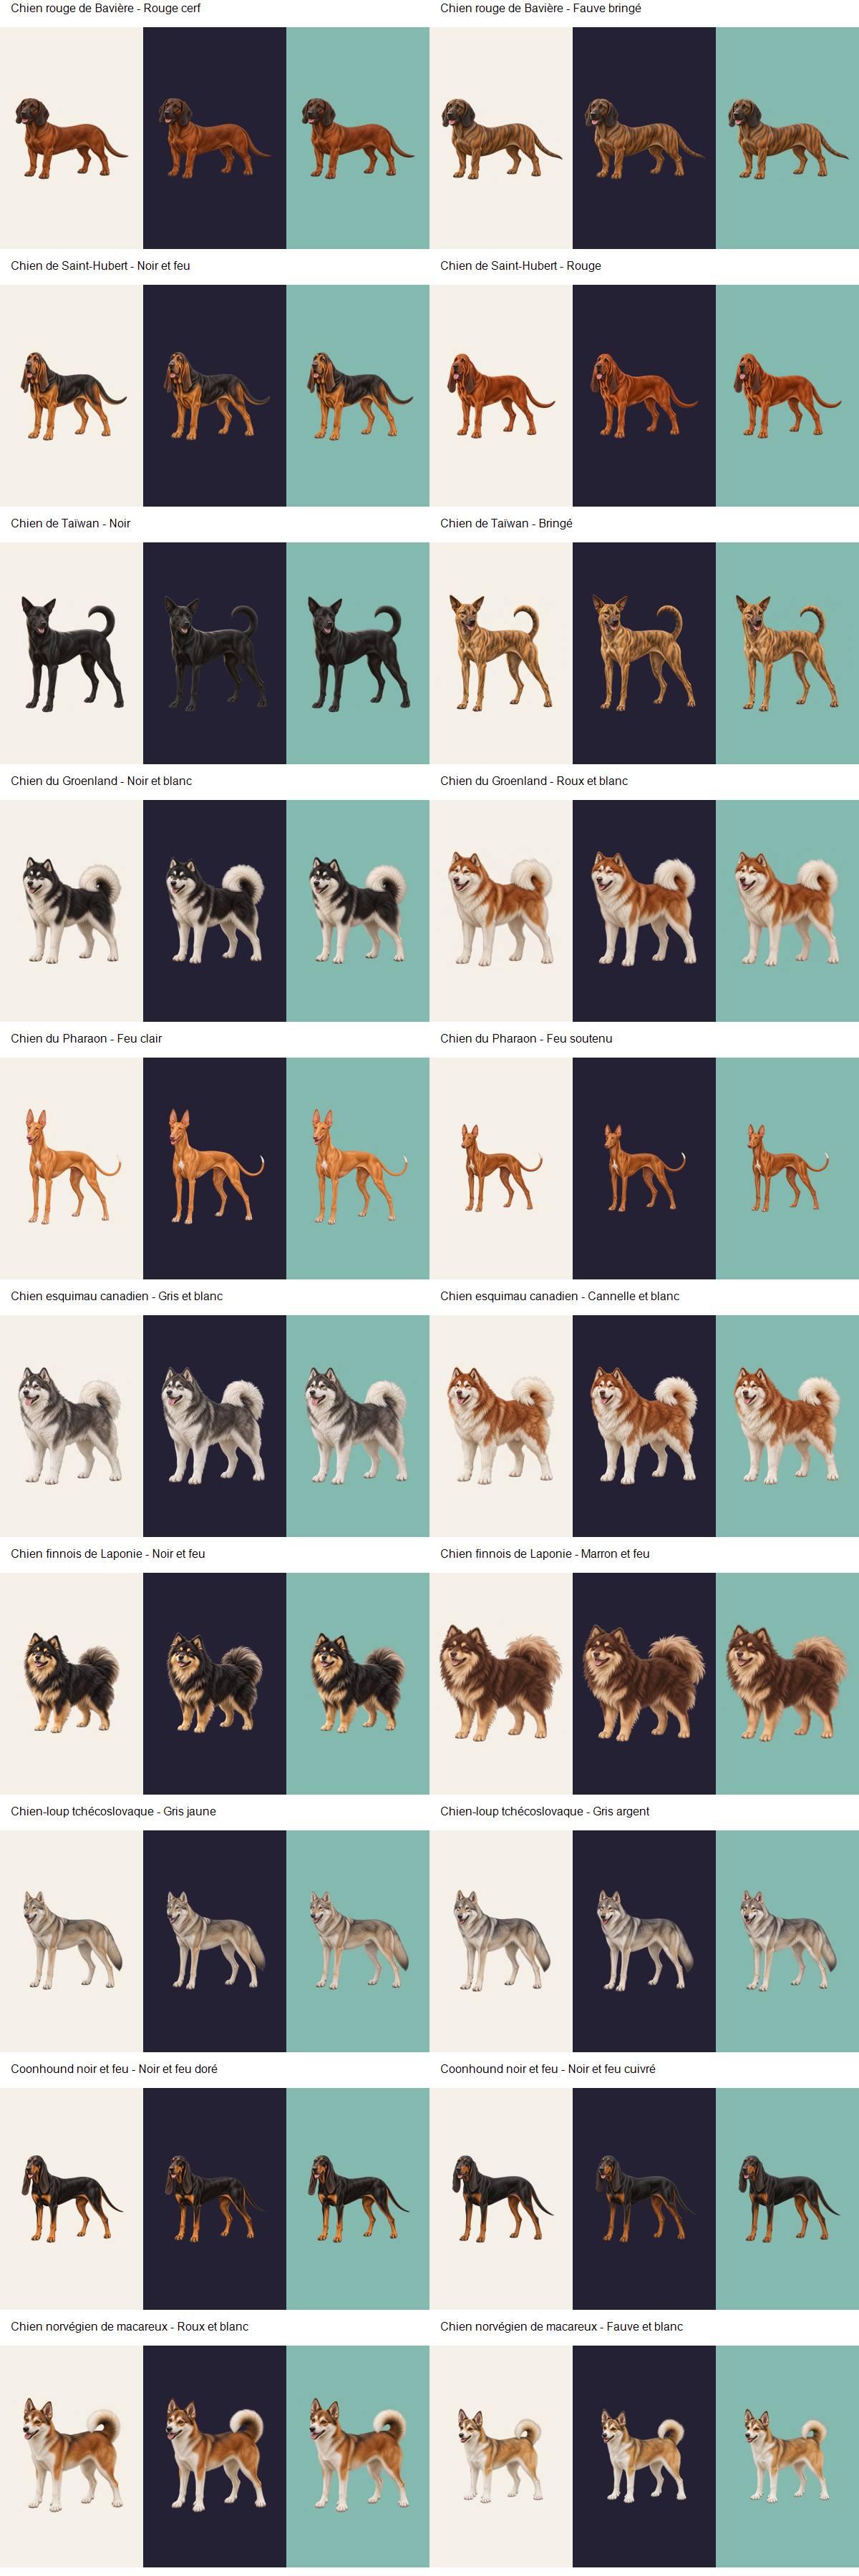 Chien rouge de Bavière - Rouge cerf
Chien rouge de Bavière - Fauve bringé
Chien de Saint-Hubert - Noir et feu
Chien de Saint-Hubert - Rouge
Chien de Taïwan - Noir
Chien de Taïwan - Bringé
Chien du Groenland - Noir et blanc
Chien du Groenland - Roux et blanc
Chien du Pharaon - Feu clair
Chien du Pharaon - Feu soutenu
Chien esquimau canadien - Gris et blanc
Chien esquimau canadien - Cannelle et blanc
Chien finnois de Laponie - Noir et feu
Chien finnois de Laponie - Marron et feu
Chien-loup tchécoslovaque - Gris jaune
Chien-loup tchécoslovaque - Gris argent
Coonhound noir et feu - Noir et feu doré
Coonhound noir et feu - Noir et feu cuivré
Chien norvégien de macareux - Roux et blanc
Chien norvégien de macareux - Fauve et blanc